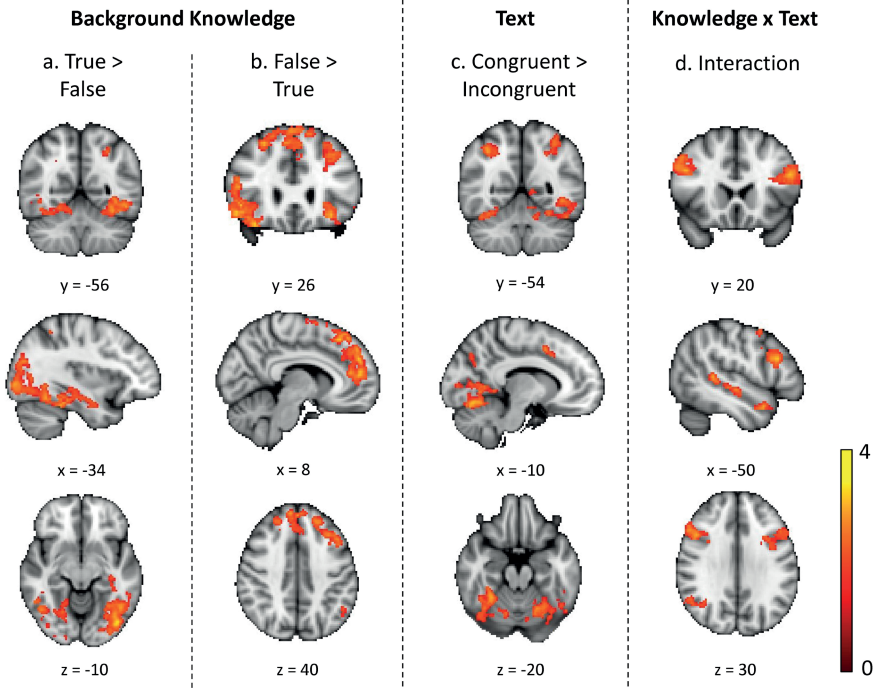 Background Knowledge
Text
Knowledge x Text
a. True >
False
b. False >
True
c. Congruent >
Incongruent
d. Interaction
y = -56
y = 26
y = -54
y = 20
x = -34
x = 8
x = -10
x = -50
4
0
z = -10
z = 40
z = -20
z = 30